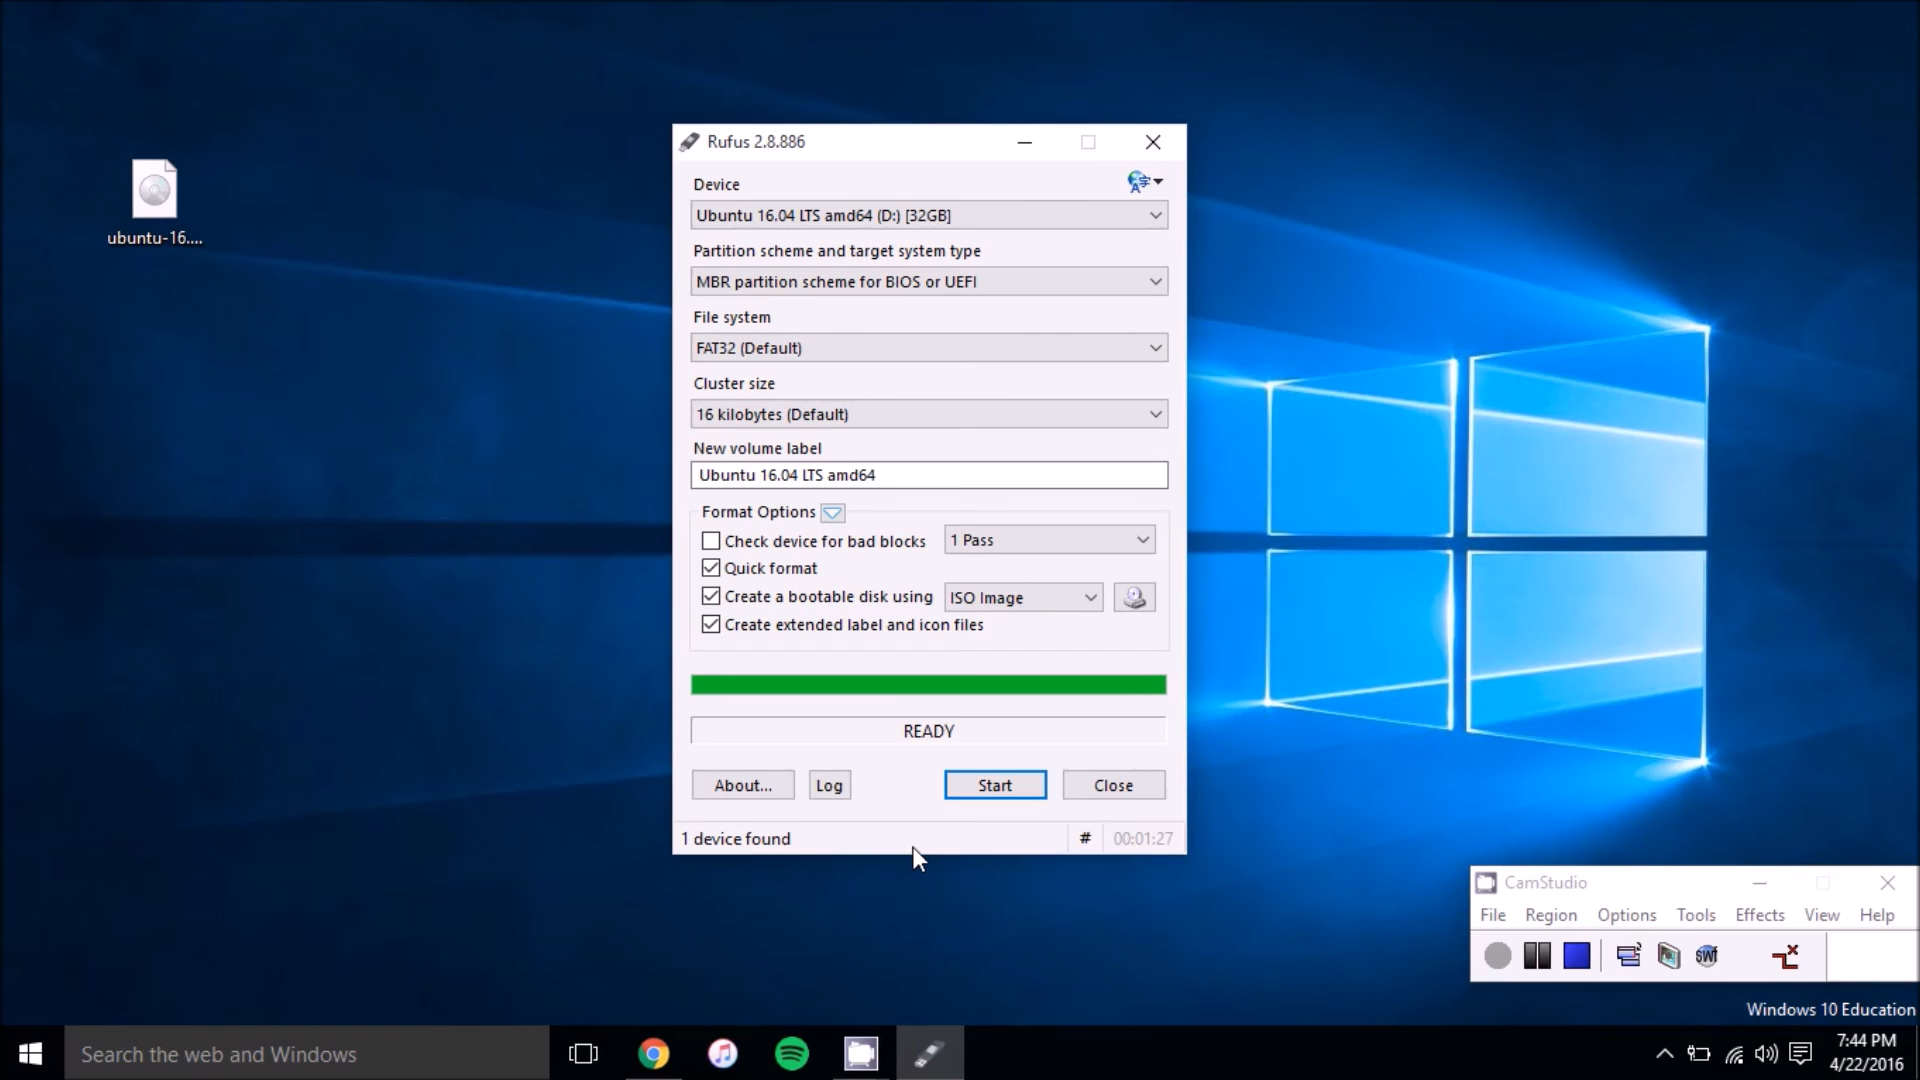 ubuntu-16....
Rufus 2.8.886
Device
Ubuntu 16.04 LTS amd64 (D:) [32GB]
Partition scheme and target system type
MBR partition scheme for BIOS or UEFI
File system
FAT32 (Default)
Cluster size
16 kilobytes (Default)
New volume label
Ubuntu 16.04 LTS amd64
Format Options
Check device for bad blocks 1 Pass
Quick format
Create a bootable disk using ISO Image
Create extended label and icon files
READY
About... Log Start Close
1 device found # 00:01:27
CamStudio
File Region Options Tools Effects View Help
swf
Windows 10 Education
Search the web and Windows
7:44 PM
4/22/2016